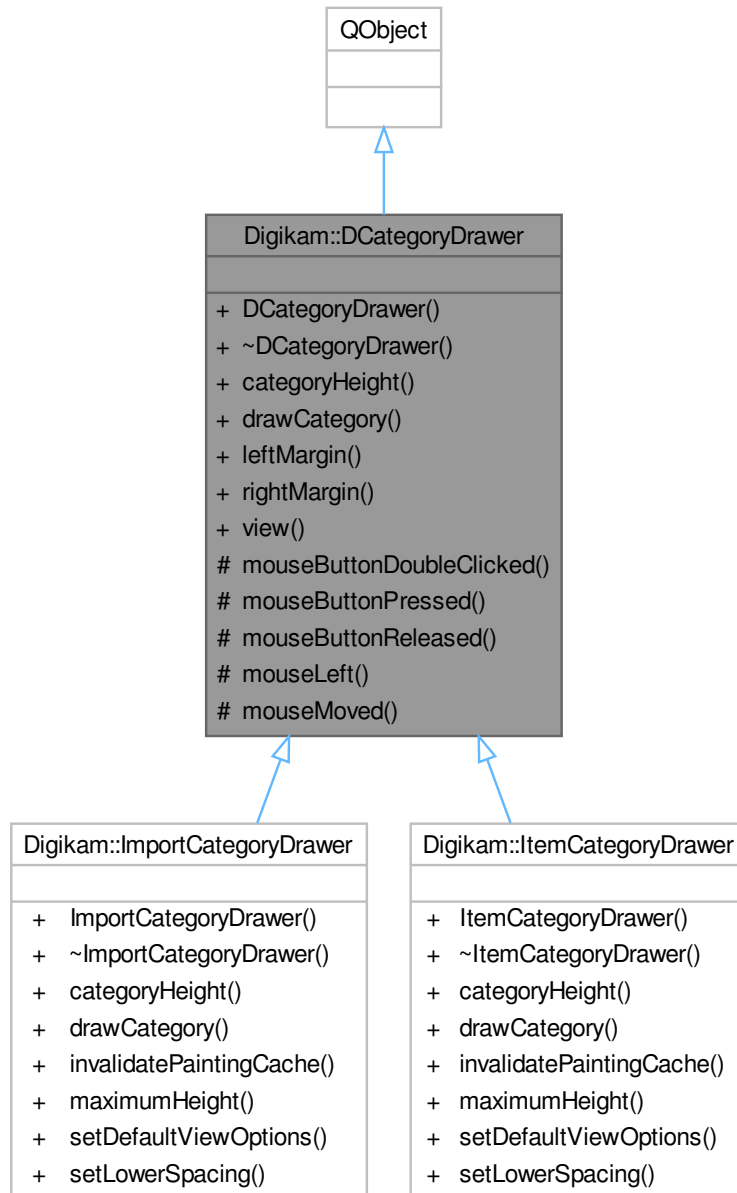 QObject
Digikam::DCategoryDrawer
+ DCategoryDrawer()
+ ~DCategoryDrawer()
+ categoryHeight()
+ drawCategory()
+ leftMargin()
+ rightMargin()
+ view()
# mouseButtonDoubleClicked()
# mouseButtonPressed()
# mouseButtonReleased()
# mouseLeft()
# mouseMoved()
Digikam::ImportCategoryDrawer
+ ImportCategoryDrawer()
+ ~ImportCategoryDrawer()
+ categoryHeight()
+ drawCategory()
+ invalidatePaintingCache()
+ maximumHeight()
+ setDefaultViewOptions()
+ setLowerSpacing()
Digikam::ItemCategoryDrawer
+ ItemCategoryDrawer()
+ ~ItemCategoryDrawer()
+ categoryHeight()
+ drawCategory()
+ invalidatePaintingCache()
+ maximumHeight()
+ setDefaultViewOptions()
+ setLowerSpacing()